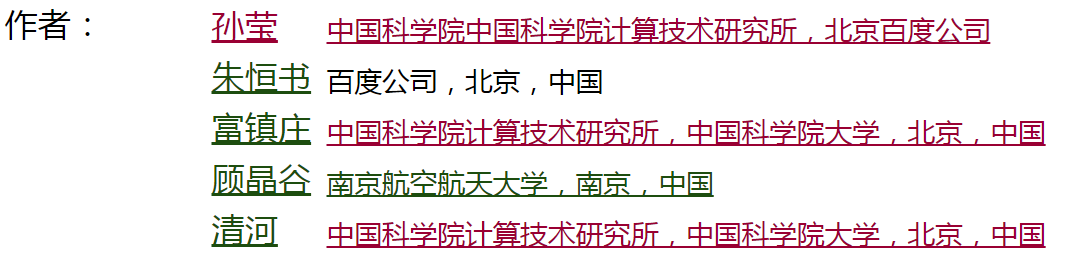 作者： 孙莹 中国科学院中国科学院计算技术研究所，北京百度公司
朱恒书 百度公司，北京，中国
富镇庄 中国科学院计算技术研究所，中国科学院大学，北京，中国
顾晶谷 南京航空航天大学，南京，中国
清河 中国科学院计算技术研究所，中国科学院大学，北京，中国